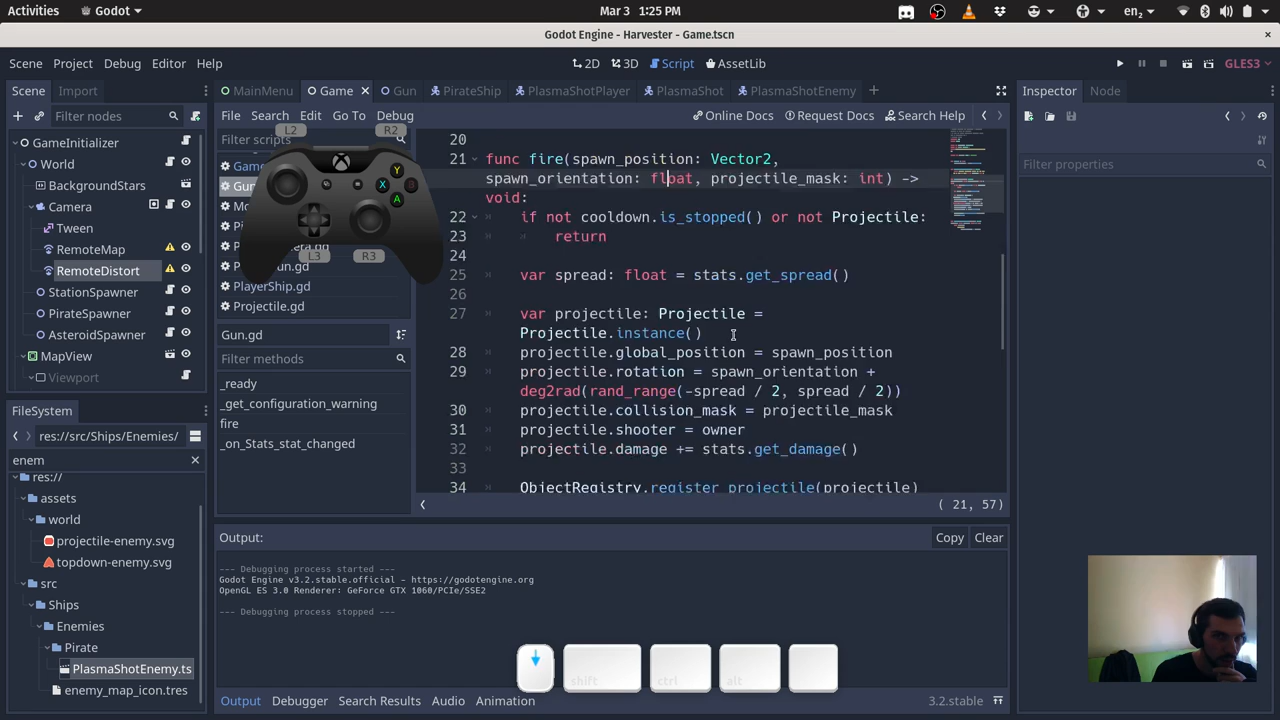 Activities
Godot
Mar 3 1:25 PM
en₂
Godot Engine - Harvester - Game.tscn
×
Scene Project Debug Editor Help
2D 3D Script AssetLib
GLES3
Scene Import
MainMenu Game Gun PirateShip PlasmaShotPlayer PlasmaShot PlasmaShotEnemy
Inspector Node
Filter nodes
File Search Edit Go To Debug
Online Docs Request Docs Search Help
Filter scripts
Filter properties
GameInitializer
World
BackgroundStars
Camera
Tween
RemoteMap
RemoteDistort
StationSpawner
PirateSpawner
AsteroidSpawner
MapView
Viewport
L2 R2
Y
X B
A
L3 R3
PlayerShip.gd
Projectile.gd
Gun.gd
Filter methods
_ready
_get_configuration_warning
fire
_on_Stats_stat_changed
20
21 func fire(spawn_position: Vector2,
spawn_orientation: float, projectile_mask: int) ->
void:
22 if not cooldown.is_stopped() or not Projectile:
23 return
24
25 var spread: float = stats.get_spread()
26
27 var projectile: Projectile =
Projectile.instance()
28 projectile.global_position = spawn_position
29 projectile.rotation = spawn_orientation +
deg2rad(rand_range(-spread / 2, spread / 2))
30 projectile.collision_mask = projectile_mask
31 projectile.shooter = owner
32 projectile.damage += stats.get_damage()
33
34 ObjectRegistry.register_projectile(projectile)
( 21, 57)
FileSystem
res://src/Ships/Enemies/
enem
res://
assets
world
projectile-enemy.svg
topdown-enemy.svg
src
Ships
Enemies
Pirate
PlasmaShotEnemy.ts
enemy_map_icon.tres
Output:
Copy Clear
--- Debugging process started ---
Godot Engine v3.2.stable.official - https://godotengine.org
OpenGL ES 3.0 Renderer: GeForce GTX 1060/PCIe/SSE2
--- Debugging process stopped ---
shift ctrl alt
Output Debugger Search Results Audio Animation
3.2.stable